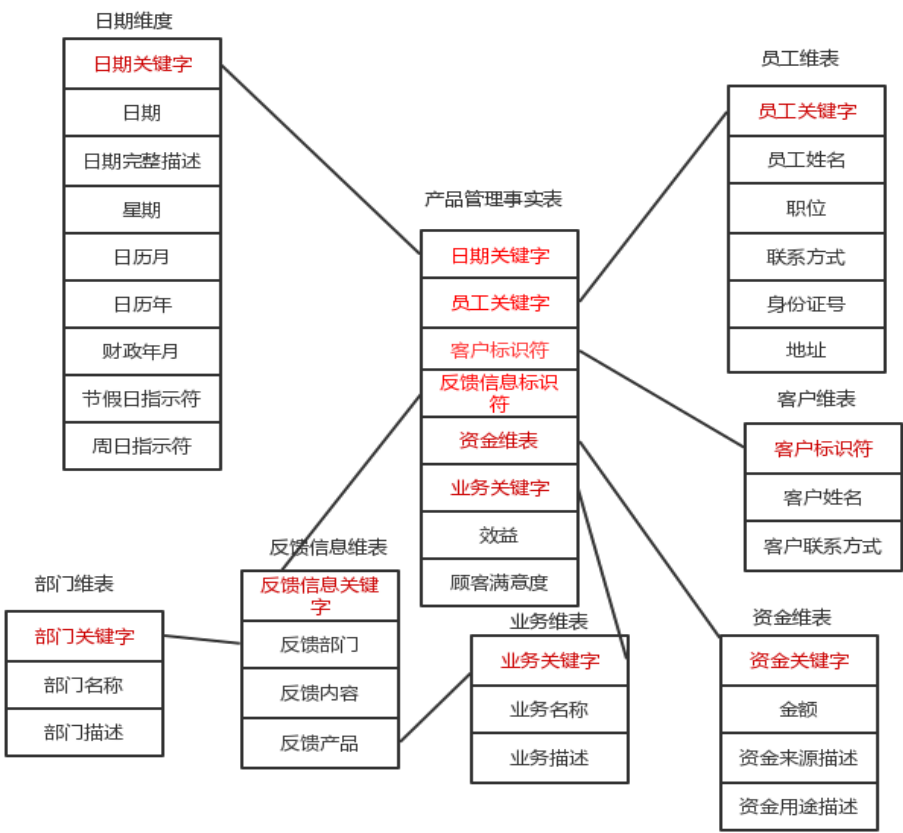 日期维度
日期关键字
日期
日期完整描述
星期
日历月
日历年
财政年月
节假日指示符
周日指示符
员工维表
员工关键字
员工姓名
职位
联系方式
身份证号
地址
产品管理事实表
日期关键字
员工关键字
客户标识符
反馈信息标识
符
资金维表
业务关键字
效益
顾客满意度
客户维表
客户标识符
客户姓名
客户联系方式
反馈信息维表
反馈信息关键
字
反馈部门
反馈内容
反馈产品
部门维表
部门关键字
部门名称
部门描述
业务维表
业务关键字
业务名称
业务描述
资金维表
资金关键字
金额
资金来源描述
资金用途描述